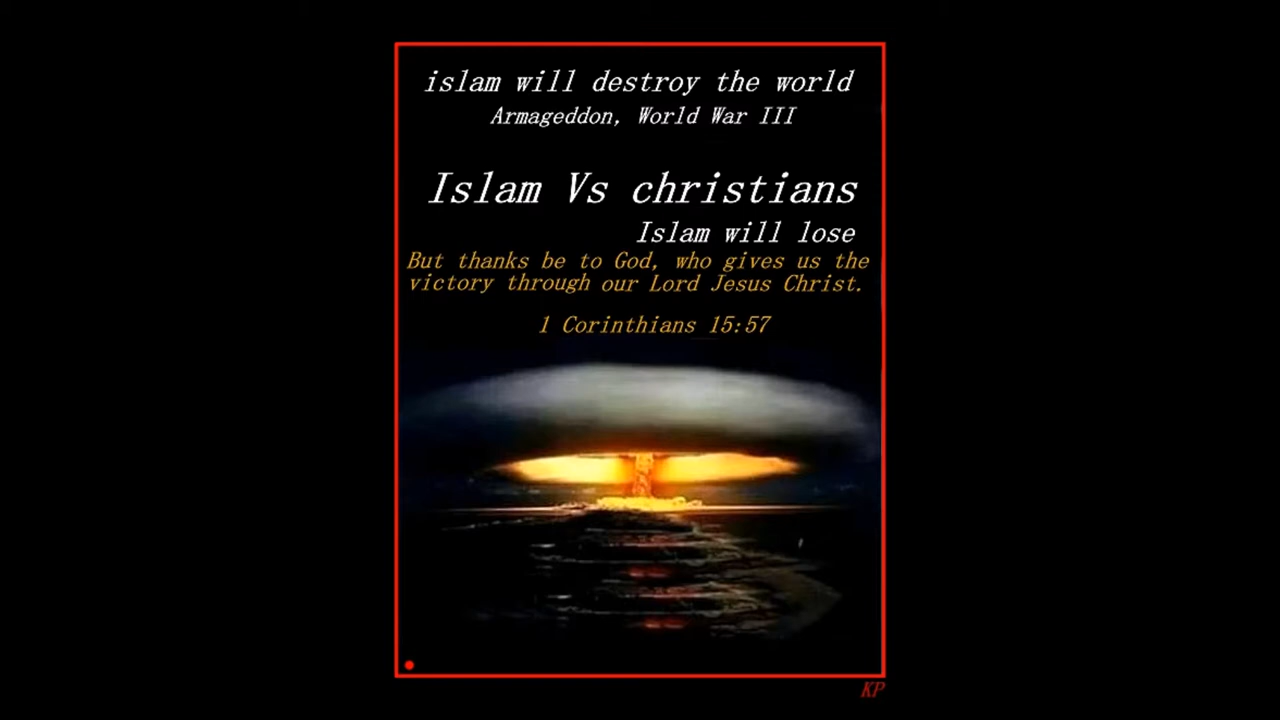 islam will destroy the world
Armageddon, World War III
Islam Vs christians
Islam will lose
But thanks be to God, who gives us the
victory through our Lord Jesus Christ.
1 Corinthians 15:57
KP